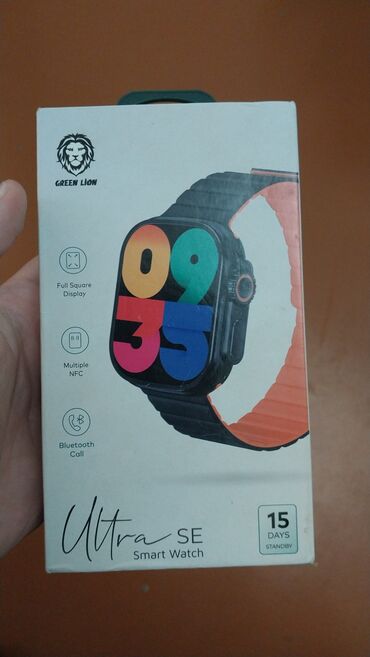 GREEN LION
Full Square
Display
Multiple
NFC
Bluetooth
Call
09
35
Ultra SE
Smart Watch
15
DAYS
STANDBY